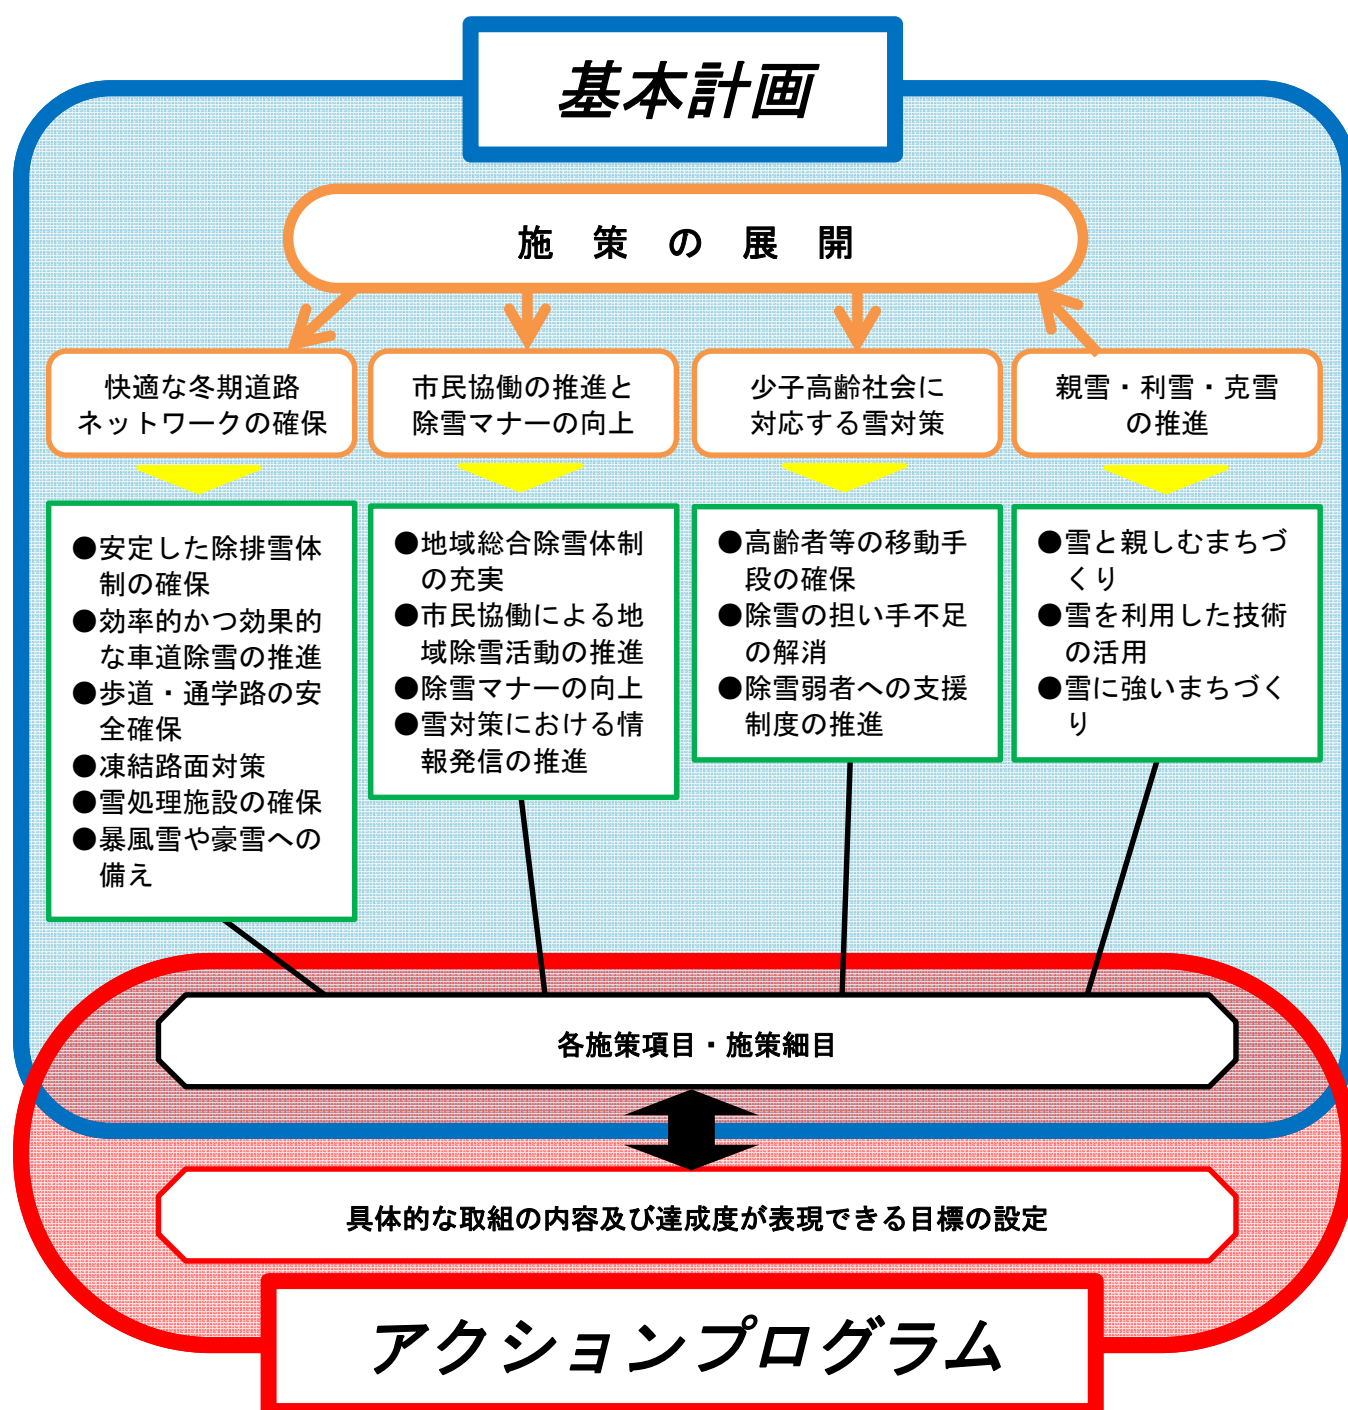 基本計画
施策の展開
快適な冬期道路
ネットワークの確保
市民協働の推進と
除雪マナーの向上
少子高齢社会に
対応する雪対策
親雪・利雪・克雪
の推進
●安定した除排雪体
制の確保
●効率的かつ効果的
な車道除雪の推進
●歩道・通学路の安
全確保
●凍結路面対策
●雪処理施設の確保
●暴風雪や豪雪への
備え
●地域総合除雪体制
の充実
●市民協働による地
域除雪活動の推進
●除雪マナーの向上
●雪対策における情
報発信の推進
●高齢者等の移動手
段の確保
●除雪の担い手不足
の解消
●除雪弱者への支援
制度の推進
●雪と親しむまちづ
くり
●雪を利用した技術
の活用
●雪に強いまちづく
り
各施策項目・施策細目
具体的な取組の内容及び達成度が表現できる目標の設定
アクションプログラム